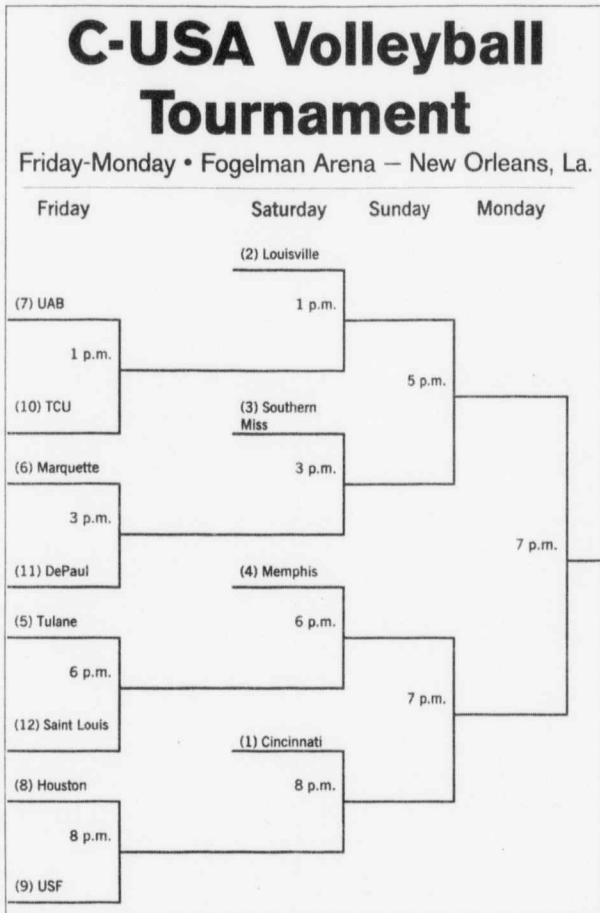 C-USA Volleyball
Tournament
Friday-Monday • Fogelman Arena — New Orleans, La.
Friday Saturday Sunday Monday
(2) Louisville
(7) UAB
1 p.m.
1 p.m.
5 p.m.
(10) TCU
(3) Southern
Miss
(6) Marquette
3 p.m.
3 p.m.
7 p.m.
(11) DePaul
(4) Memphis
(5) Tulane
6 p.m.
6 p.m.
7 p.m.
(12) Saint Louis
(1) Cincinnati
(8) Houston
8 p.m.
8 p.m.
(9) USF